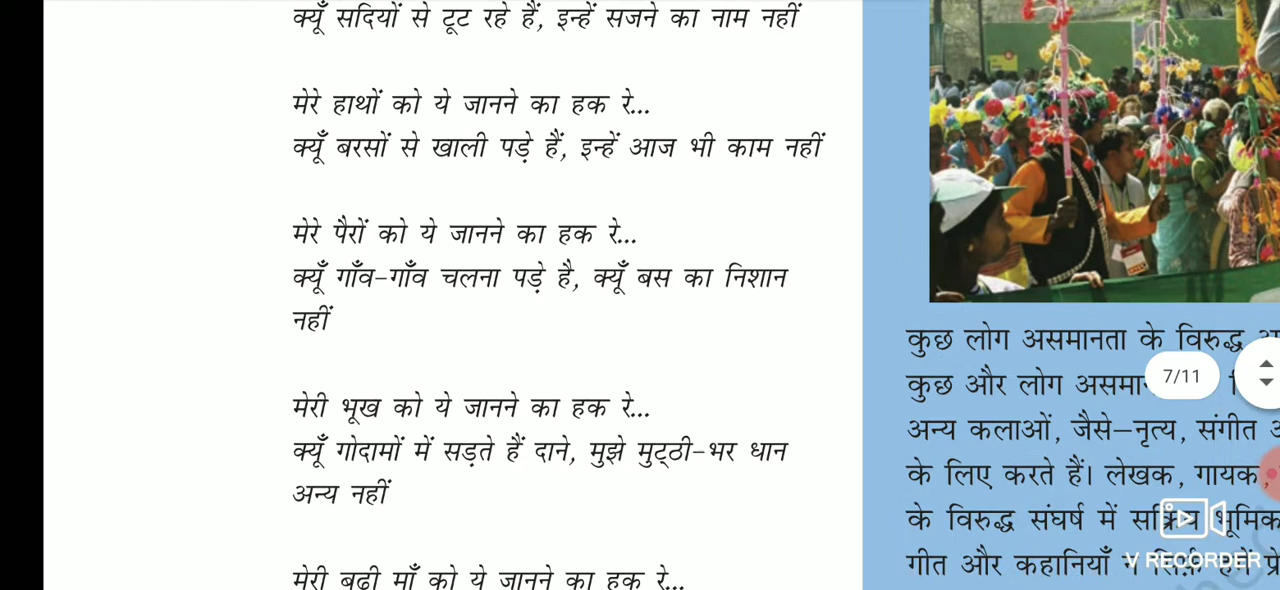 क्यूँ सदियों से टूट रहे हैं, इन्हें सजने का नाम नहीं
मेरे हाथों को ये जानने का हक रे...
क्यूँ बरसों से खाली पड़े हैं, इन्हें आज भी काम नहीं
मेरे पैरों को ये जानने का हक रे...
क्यूँ गाँव-गाँव चलना पड़े है, क्यूँ बस का निशान
नहीं
मेरी भूख को ये जानने का हक रे...
क्यूँ गोदामों में सड़ते हैं दाने, मुझे मुट्ठी-भर धान
अन्य नहीं
मेरी बूढ़ी माँ को ये जानने का हक रे...
कुछ लोग असमानता के विरुद्ध
कुछ और लोग
अन्य कलाओं, जैसे—नृत्य, संगीत
के लिए करते हैं। लेखक, गायक,
के विरुद्ध संघर्ष में सक्रिय
गीत और कहानियाँ न सिर्फ़ हमें
7/11
V RECORDER